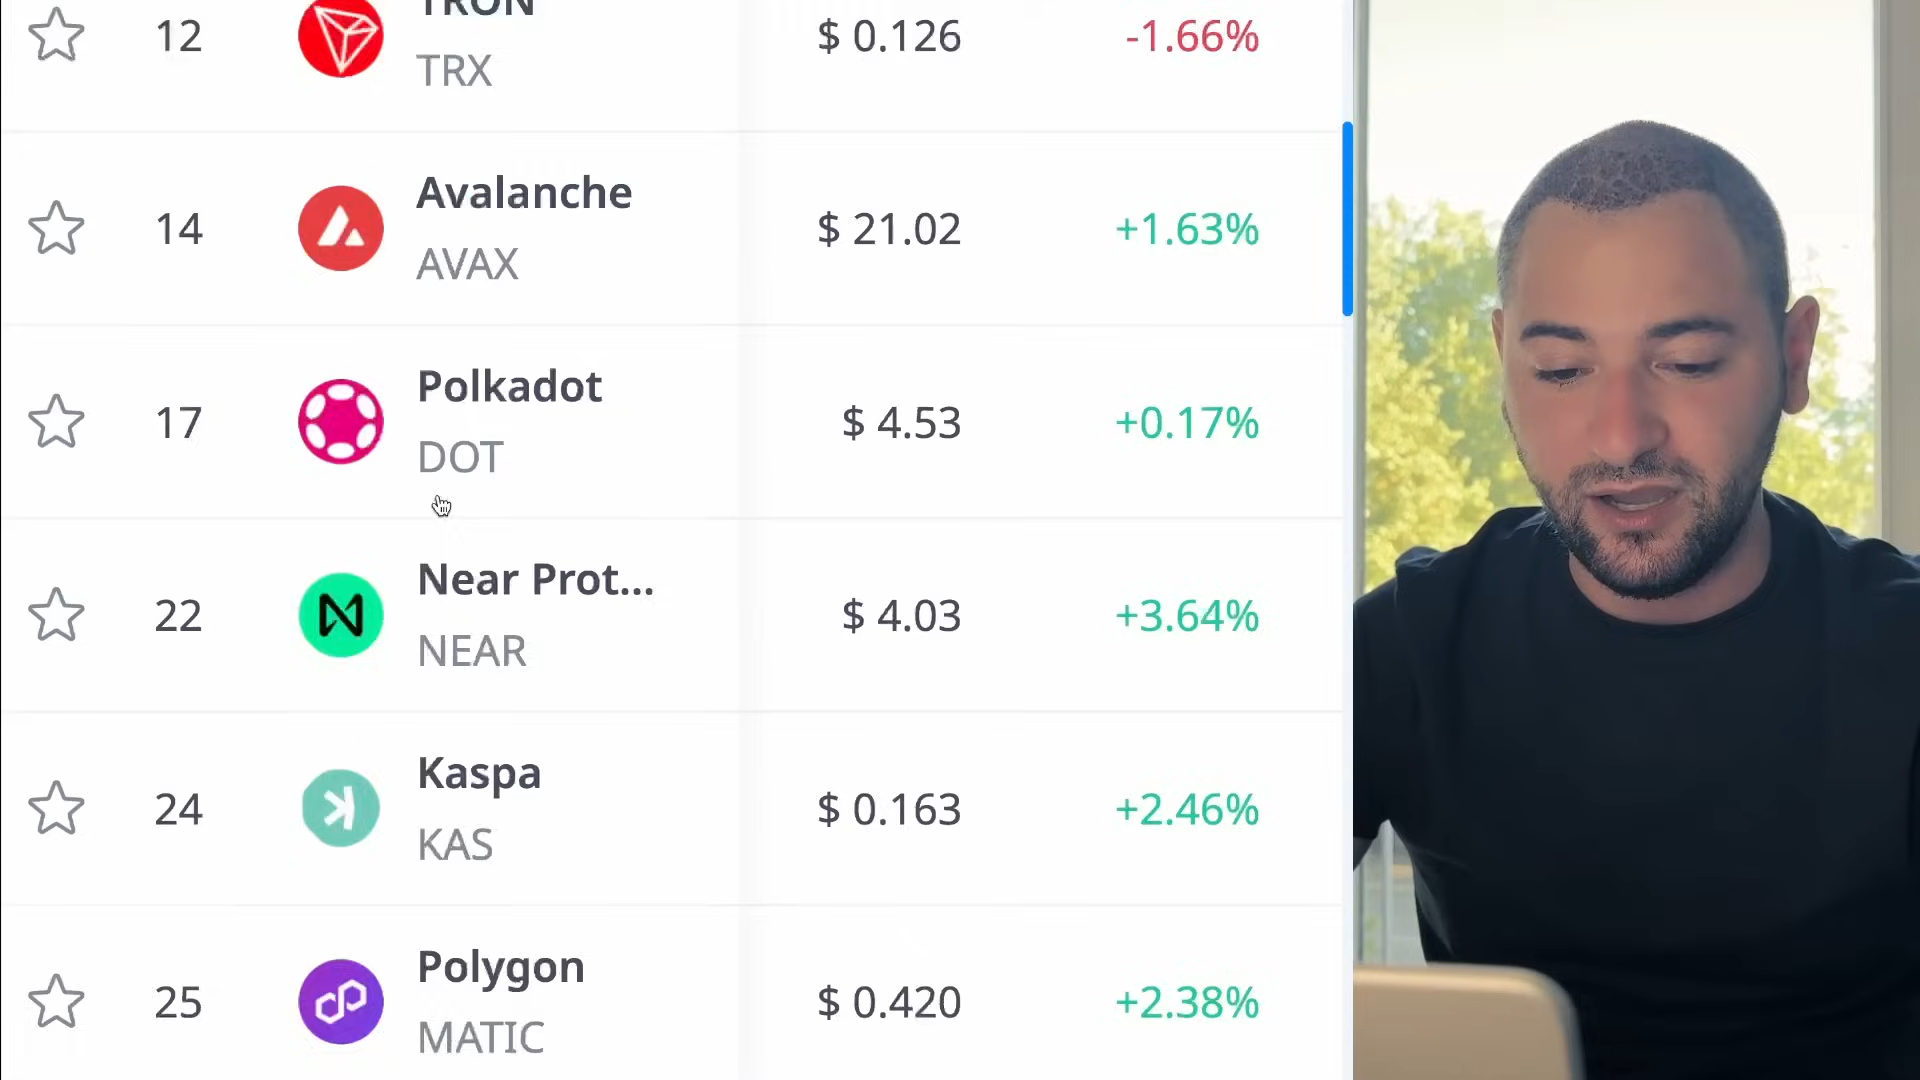 TRON
12 $ 0.126 -1.66%
TRX
Avalanche
14 $ 21.02 +1.63%
AVAX
Polkadot
17 $ 4.53 +0.17%
DOT
Near Prot...
22 $ 4.03 +3.64%
NEAR
Kaspa
24 $ 0.163 +2.46%
KAS
Polygon
25 $ 0.420 +2.38%
MATIC